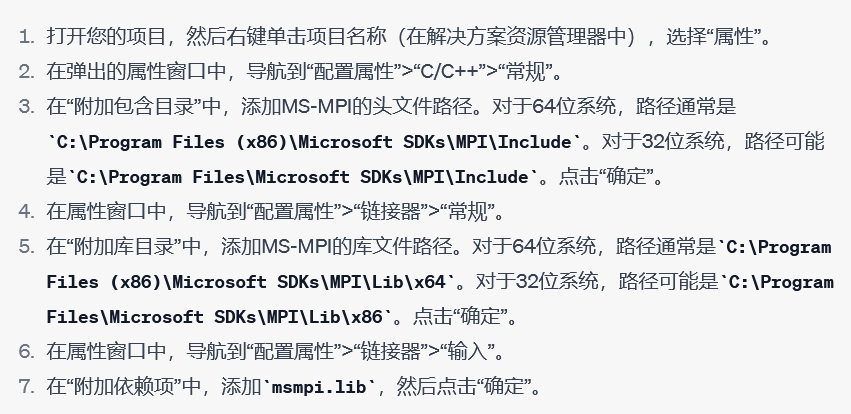 1. 打开您的项目，然后右键单击项目名称（在解决方案资源管理器中），选择“属性”。
2. 在弹出的属性窗口中，导航到“配置属性”>“C/C++”>“常规”。
3. 在“附加包含目录”中，添加MS-MPI的头文件路径。对于64位系统，路径通常是
`C:\Program Files (x86)\Microsoft SDKs\MPI\Include`。对于32位系统，路径可能
是`C:\Program Files\Microsoft SDKs\MPI\Include`。点击“确定”。
4. 在属性窗口中，导航到“配置属性”>“链接器”>“常规”。
5. 在“附加库目录”中，添加MS-MPI的库文件路径。对于64位系统，路径通常是`C:\Program
Files (x86)\Microsoft SDKs\MPI\Lib\x64`。对于32位系统，路径可能是`C:\Program
Files\Microsoft SDKs\MPI\Lib\x86`。点击“确定”。
6. 在属性窗口中，导航到“配置属性”>“链接器”>“输入”。
7. 在“附加依赖项”中，添加`msmpi.lib`，然后点击“确定”。